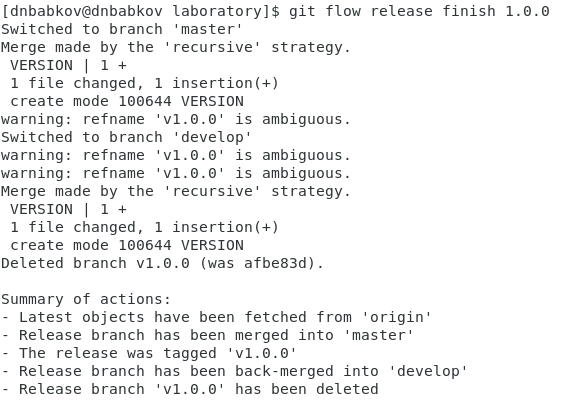 [dnbabkov@dnbabkov laboratory]$ git flow release finish 1.0.0
Switched to branch 'master'
Merge made by the 'recursive' strategy.
 VERSION | 1 +
 1 file changed, 1 insertion(+)
 create mode 100644 VERSION
warning: refname 'v1.0.0' is ambiguous.
Switched to branch 'develop'
warning: refname 'v1.0.0' is ambiguous.
warning: refname 'v1.0.0' is ambiguous.
Merge made by the 'recursive' strategy.
 VERSION | 1 +
 1 file changed, 1 insertion(+)
 create mode 100644 VERSION
Deleted branch v1.0.0 (was afbe83d).

Summary of actions:
- Latest objects have been fetched from 'origin'
- Release branch has been merged into 'master'
- The release was tagged 'v1.0.0'
- Release branch has been back-merged into 'develop'
- Release branch 'v1.0.0' has been deleted